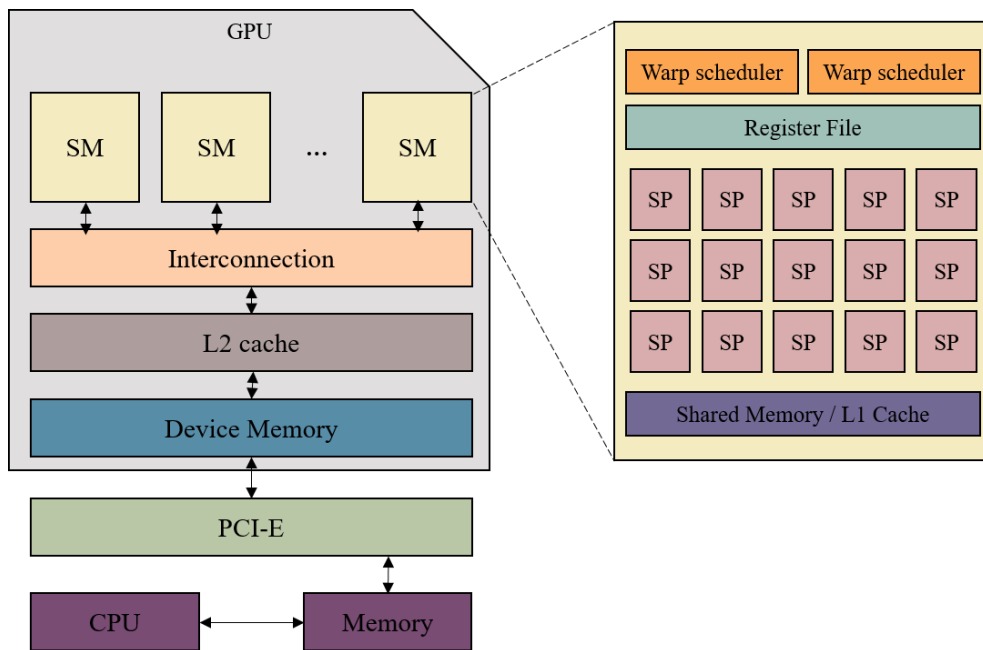 GPU
SM SM ... SM
Interconnection
L2 cache
Device Memory
PCI-E
CPU Memory
Warp scheduler Warp scheduler
Register File
SP SP SP SP SP
SP SP SP SP SP
SP SP SP SP SP
Shared Memory / L1 Cache